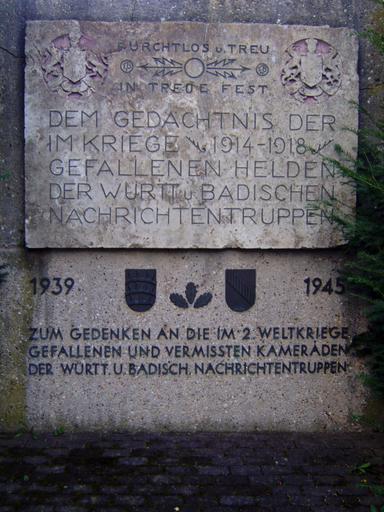 FURCHTLOS U. TREU
IN TREUE FEST
DEM GEDÄCHTNIS DER
IM KRIEGE 1914-1918
GEFALLENEN HELDEN
DER WÜRTT. U. BADISCHEN
NACHRICHTENTRUPPEN
1939 1945
ZUM GEDENKEN AN DIE IM 2. WELTKRIEGE
GEFALLENEN UND VERMISSTEN KAMERADEN
DER WÜRTT. U. BADISCH. NACHRICHTENTRUPPEN